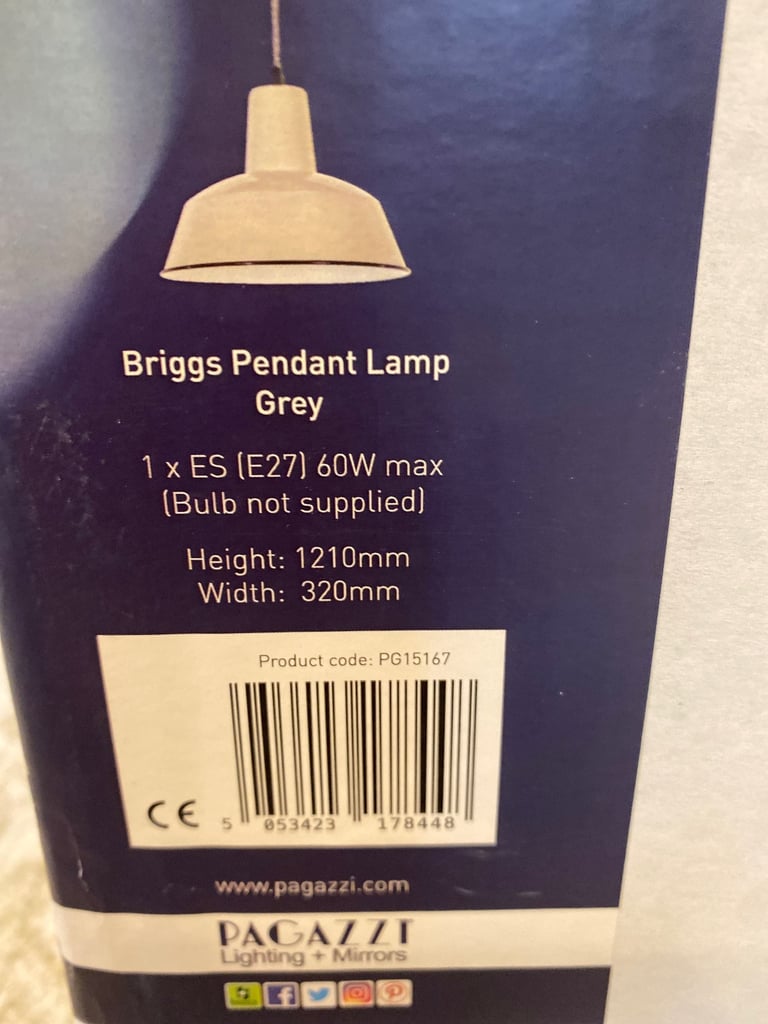 Briggs Pendant Lamp
Grey
1 x ES (E27) 60W max
(Bulb not supplied)
Height: 1210mm
Width: 320mm
Product code: PG15167
CE
5 053423 178448
www.pagazzi.com
PAGAZZI
Lighting + Mirrors